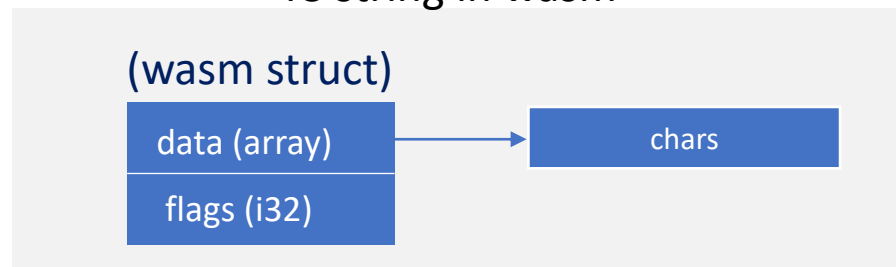 (wasm struct)
data (array)
chars
flags (i32)